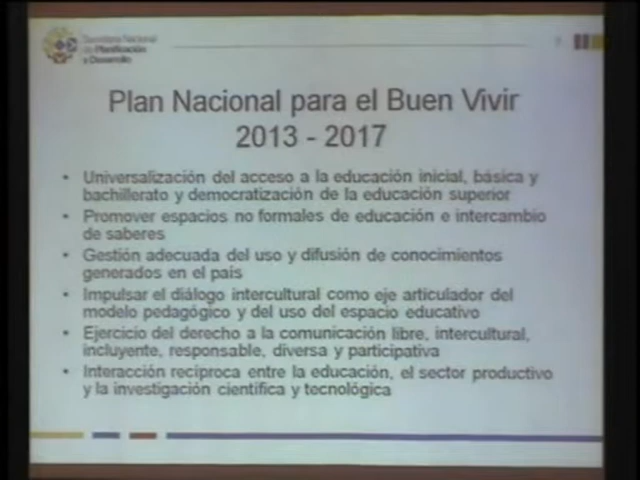 Secretaría Nacional
de Planificación
y Desarrollo
Plan Nacional para el Buen Vivir
2013 - 2017
• Universalización del acceso a la educación inicial, básica y
bachillerato y democratización de la educación superior
• Promover espacios no formales de educación e intercambio
de saberes
• Gestión adecuada del uso y difusión de conocimientos
generados en el país
• Impulsar el diálogo intercultural como eje articulador del
modelo pedagógico y del uso del espacio educativo
• Ejercicio del derecho a la comunicación libre, intercultural,
incluyente, responsable, diversa y participativa
• Interacción recíproca entre la educación, el sector productivo
y la investigación científica y tecnológica